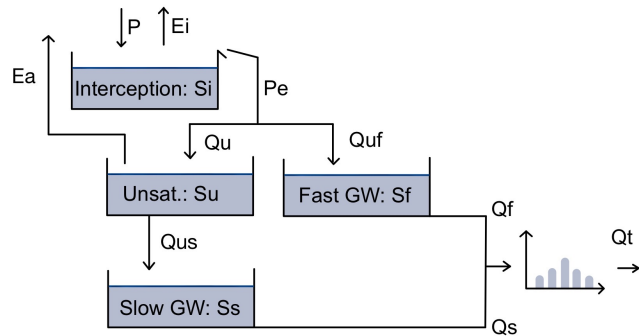 P
Ei
Ea
Interception: Si
Pe
Qu
Quf
Unsat.: Su
Fast GW: Sf
Qf
Qt
Qus
Slow GW: Ss
Qs